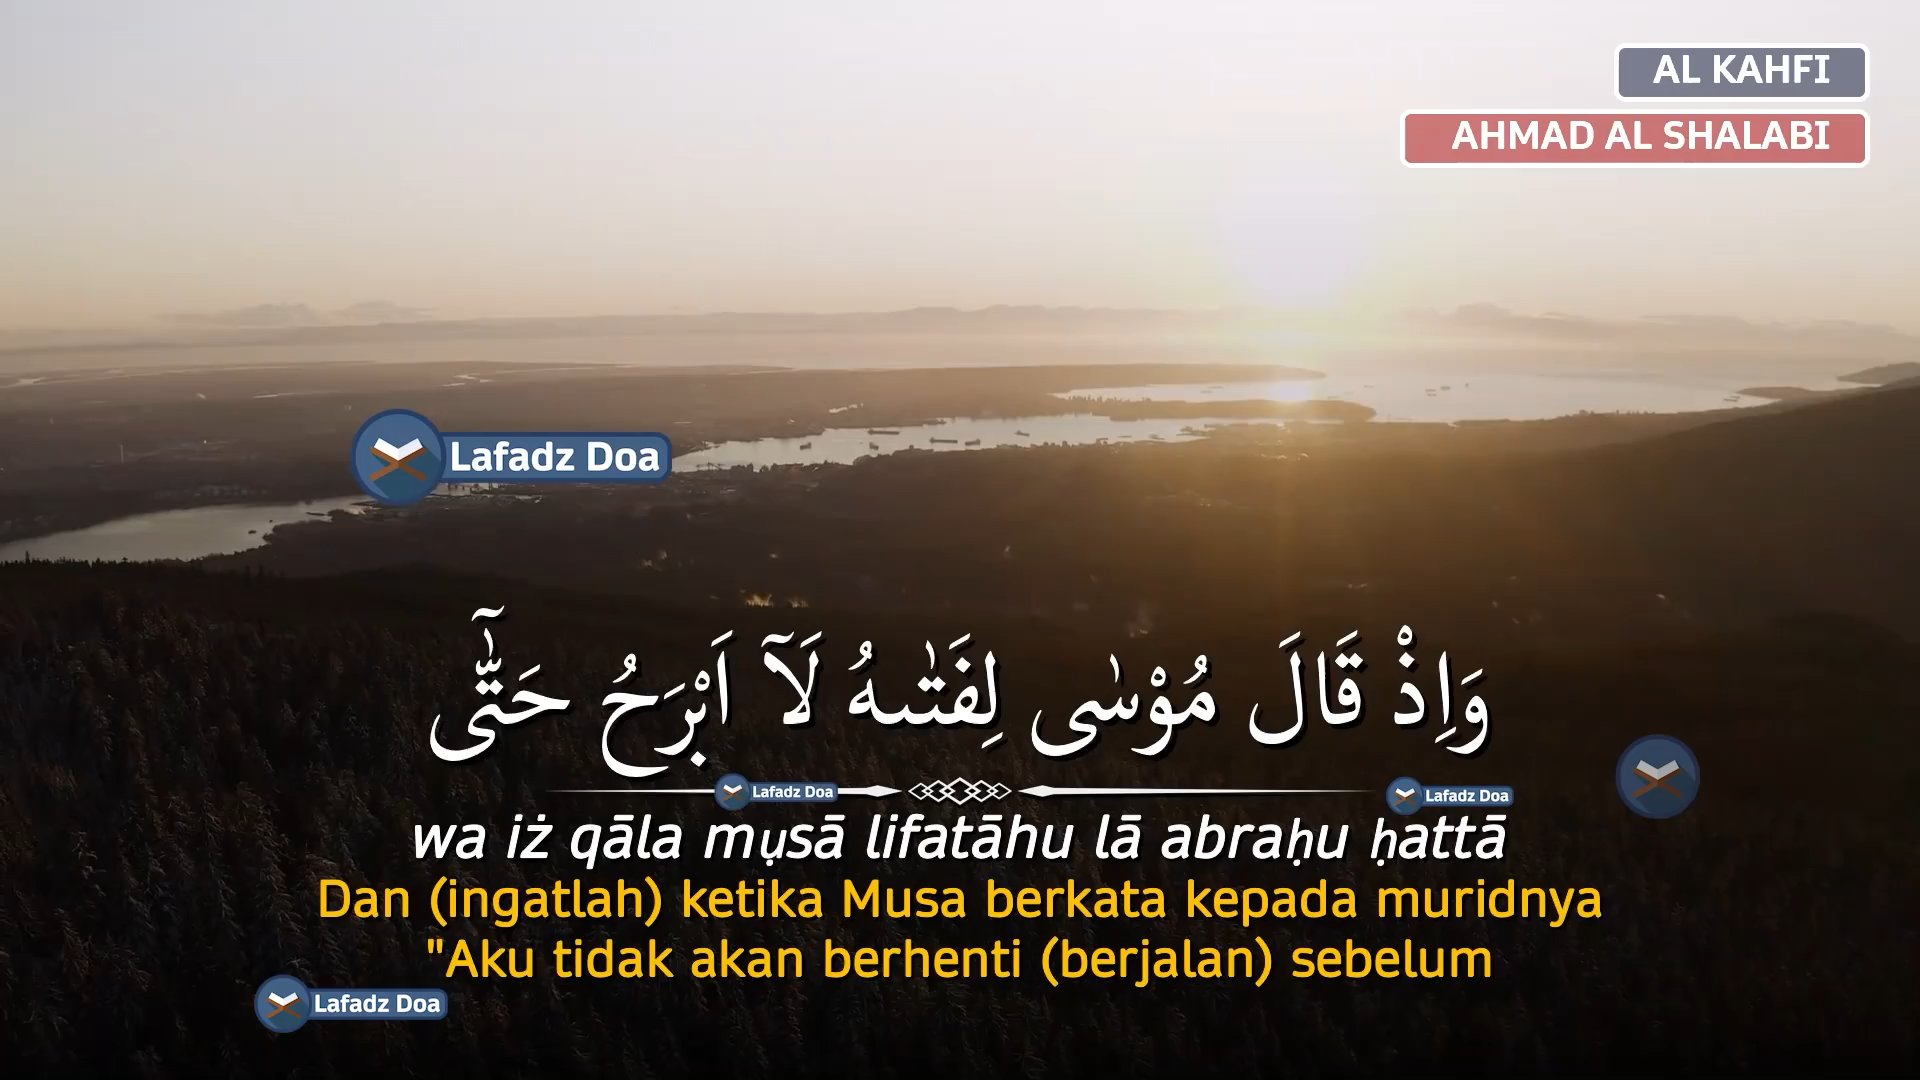 AL KAHFI
AHMAD AL SHALABI
Lafadz Doa
وَاِذْ قَالَ مُوْسٰى لِفَتٰىهُ لَآ اَبْرَحُ حَتّٰٓى
Lafadz Doa
Lafadz Doa
wa iż qāla mụsā lifatāhu lā abraḥu ḥattā
Dan (ingatlah) ketika Musa berkata kepada muridnya
"Aku tidak akan berhenti (berjalan) sebelum
Lafadz Doa